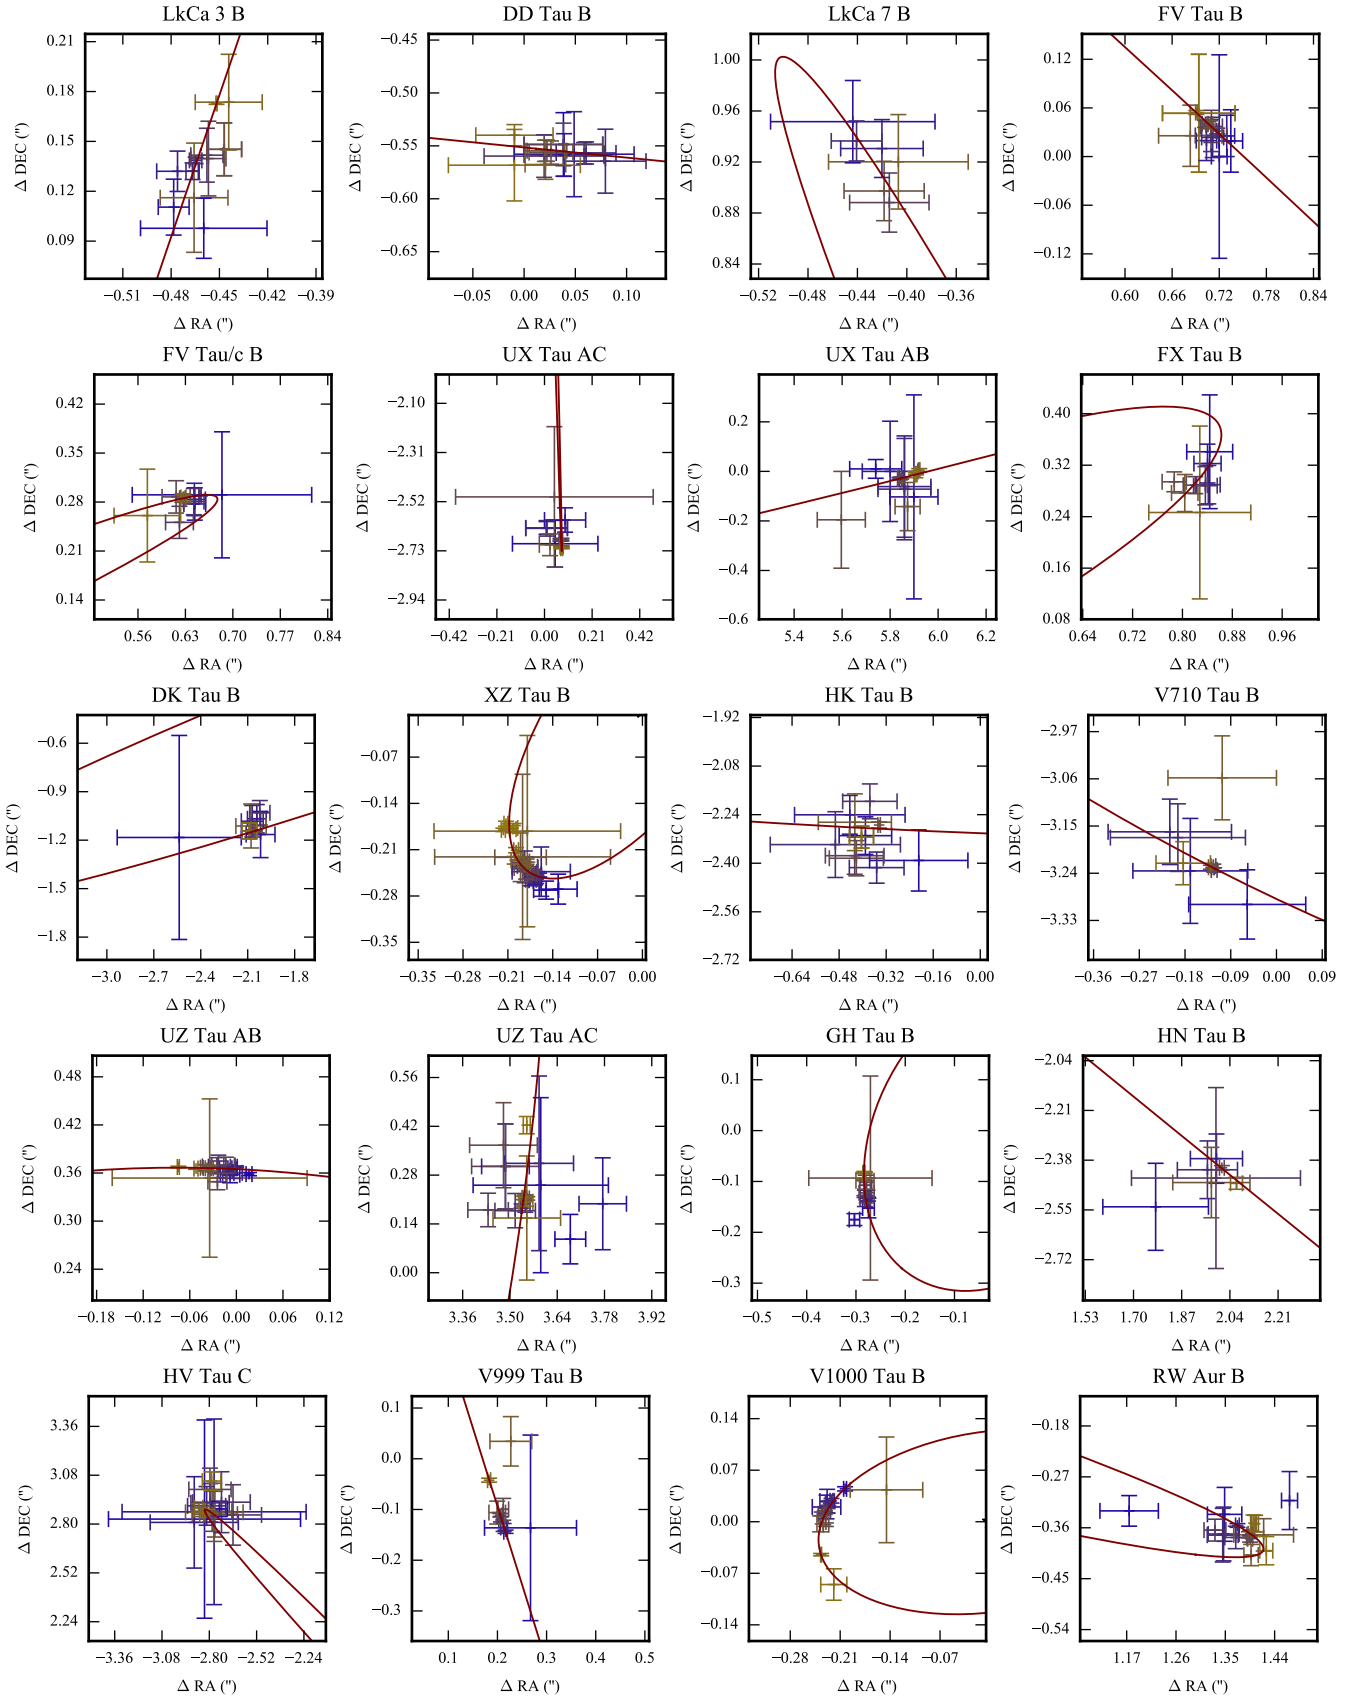 LkCa 3 B
DD Tau B
LkCa 7 B
FV Tau B
0.21
0.18
0.15
0.12
0.09
−0.51 −0.48 −0.45 −0.42 −0.39
Δ DEC (")
Δ RA (")
−0.45
−0.50
−0.55
−0.60
−0.65
−0.05 0.00 0.05 0.10
Δ DEC (")
Δ RA (")
1.00
0.96
0.92
0.88
0.84
−0.52 −0.48 −0.44 −0.40 −0.36
Δ DEC (")
Δ RA (")
0.12
0.06
0.00
−0.06
−0.12
0.60 0.66 0.72 0.78 0.84
Δ DEC (")
Δ RA (")
FV Tau/c B
UX Tau AC
UX Tau AB
FX Tau B
0.42
0.35
0.28
0.21
0.14
0.56 0.63 0.70 0.77 0.84
Δ DEC (")
Δ RA (")
−2.10
−2.31
−2.52
−2.73
−2.94
−0.42 −0.21 0.00 0.21 0.42
Δ DEC (")
Δ RA (")
0.2
0.0
−0.2
−0.4
−0.6
5.4 5.6 5.8 6.0 6.2
Δ DEC (")
Δ RA (")
0.40
0.32
0.24
0.16
0.08
0.64 0.72 0.80 0.88 0.96
Δ DEC (")
Δ RA (")
DK Tau B
XZ Tau B
HK Tau B
V710 Tau B
−0.6
−0.9
−1.2
−1.5
−1.8
−3.0 −2.7 −2.4 −2.1 −1.8
Δ DEC (")
Δ RA (")
−0.07
−0.14
−0.21
−0.28
−0.35
−0.35 −0.28 −0.21 −0.14 −0.07 0.00
Δ DEC (")
Δ RA (")
−1.92
−2.08
−2.24
−2.40
−2.56
−2.72
−0.64 −0.48 −0.32 −0.16 0.00
Δ DEC (")
Δ RA (")
−2.97
−3.06
−3.15
−3.24
−3.33
−0.36 −0.27 −0.18 −0.09 0.00 0.09
Δ DEC (")
Δ RA (")
UZ Tau AB
UZ Tau AC
GH Tau B
HN Tau B
0.48
0.42
0.36
0.30
0.24
−0.18 −0.12 −0.06 0.00 0.06 0.12
Δ DEC (")
Δ RA (")
0.56
0.42
0.28
0.14
0.00
3.36 3.50 3.64 3.78 3.92
Δ DEC (")
Δ RA (")
0.1
0.0
−0.1
−0.2
−0.3
−0.5 −0.4 −0.3 −0.2 −0.1
Δ DEC (")
Δ RA (")
−2.04
−2.21
−2.38
−2.55
−2.72
1.53 1.70 1.87 2.04 2.21
Δ DEC (")
Δ RA (")
HV Tau C
V999 Tau B
V1000 Tau B
RW Aur B
3.36
3.08
2.80
2.52
2.24
−3.36 −3.08 −2.80 −2.52 −2.24
Δ DEC (")
Δ RA (")
0.1
0.0
−0.1
−0.2
−0.3
0.1 0.2 0.3 0.4 0.5
Δ DEC (")
Δ RA (")
0.14
0.07
0.00
−0.07
−0.14
−0.28 −0.21 −0.14 −0.07
Δ DEC (")
Δ RA (")
−0.18
−0.27
−0.36
−0.45
−0.54
1.17 1.26 1.35 1.44
Δ DEC (")
Δ RA (")